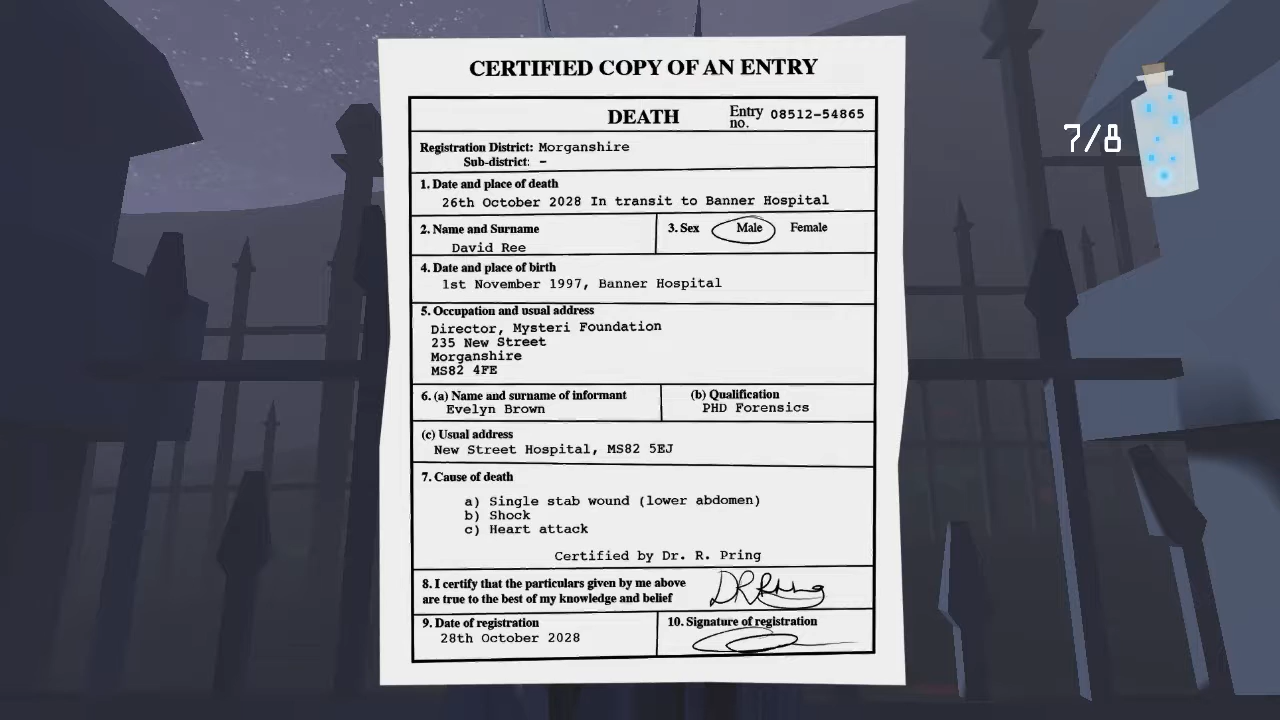 CERTIFIED COPY OF AN ENTRY
DEATH
Entry no. 08512-54865
7/8
Registration District: Morganshire
Sub-district: -
1. Date and place of death
26th October 2028 In transit to Banner Hospital
2. Name and Surname
David Ree
3. Sex Male Female
4. Date and place of birth
1st November 1997, Banner Hospital
5. Occupation and usual address
Director, Mysteri Foundation
235 New Street
Morganshire
MS82 4FE
6. (a) Name and surname of informant
Evelyn Brown
(b) Qualification
PHD Forensics
(c) Usual address
New Street Hospital, MS82 5EJ
7. Cause of death
a) Single stab wound (lower abdomen)
b) Shock
c) Heart attack
Certified by Dr. R. Pring
8. I certify that the particulars given by me above
are true to the best of my knowledge and belief
DR Pring
9. Date of registration
28th October 2028
10. Signature of registration